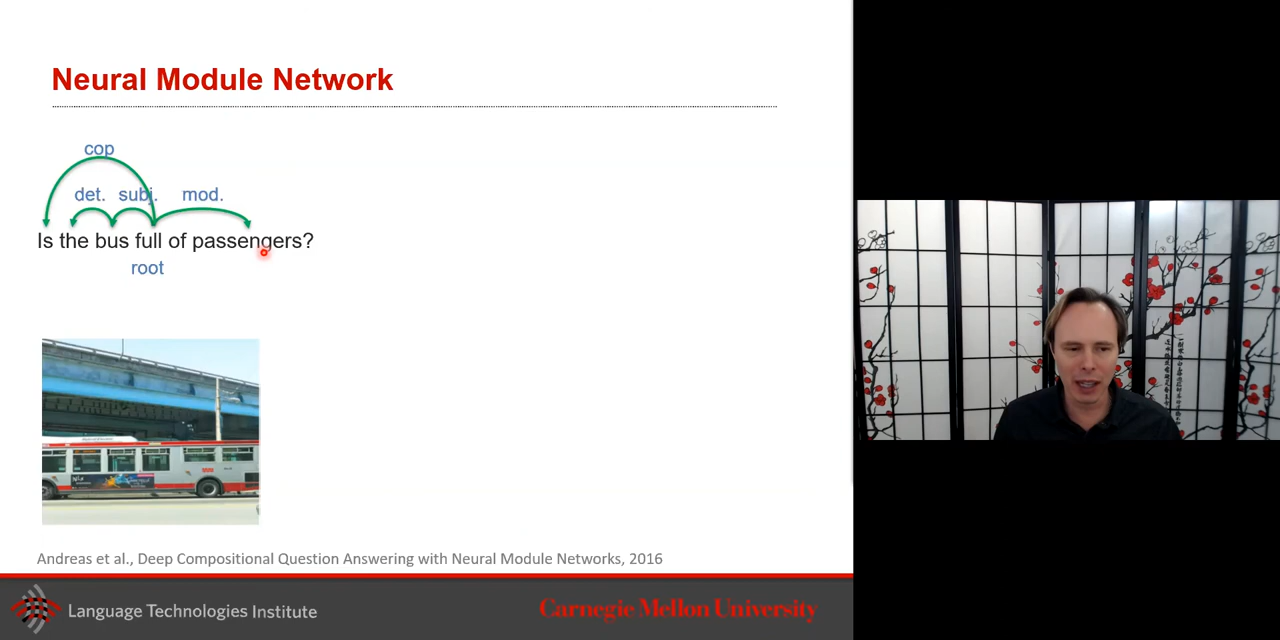 Neural Module Network
cop
det. subj. mod.
Is the bus full of passengers?
root
Andreas et al., Deep Compositional Question Answering with Neural Module Networks, 2016
Language Technologies Institute
Carnegie Mellon University